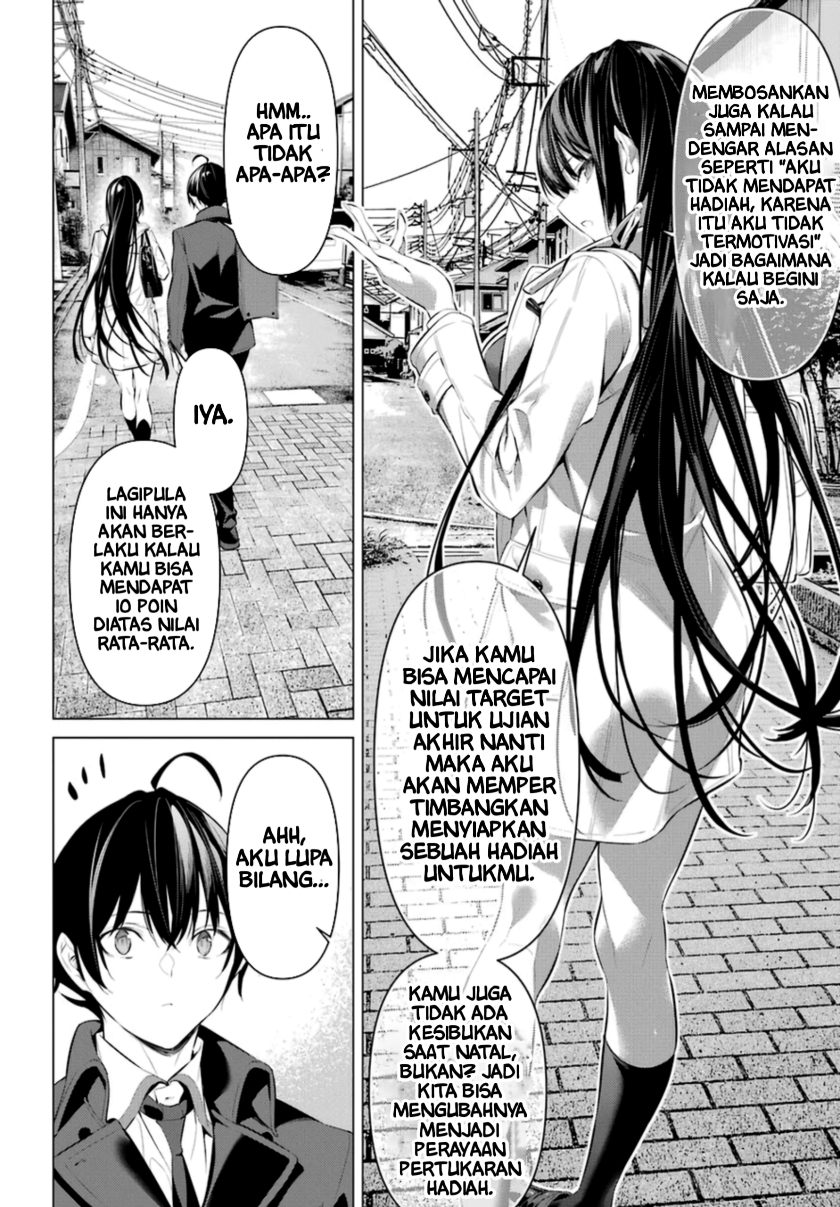 MEMBOSANKAN
JUGA KALAU
SAMPAI MEN-
DENGAR ALASAN
SEPERTI "AKU
TIDAK MENDAPAT
HADIAH, KARENA
ITU AKU TIDAK
TERMOTIVASI"
JADI BAGAIMANA
KALAU BEGINI
SAJA.
JIKA KAMU
BISA MENCAPAI
NILAI TARGET
UNTUK UJIAN
AKHIR NANTI
MAKA AKU
AKAN MEMPER
TIMBANGKAN
MENYIAPKAN
SEBUAH HADIAH
UNTUKMU.
KAMU JUGA
TIDAK ADA
KESIBUKAN
SAAT NATAL,
BUKAN? JADI
KITA BISA
MENGUBAHNYA
MENJADI
PERAYAAN
PERTUKARAN
HADIAH.
HMM..
APA ITU
TIDAK
APA-APA?
IYA.
LAGIPULA
INI HANYA
AKAN BER-
LAKU KALAU
KAMU BISA
MENDAPAT
10 POIN
DIATAS NILAI
RATA-RATA.
AHH,
AKU LUPA
BILANG...